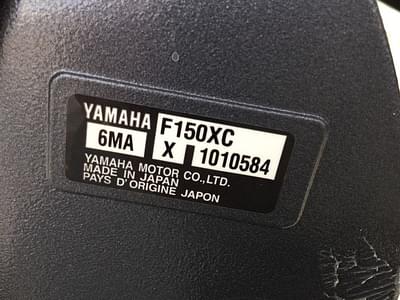 YAMAHA F150XC
6MA X 1010584
YAMAHA MOTOR CO.,LTD.
MADE IN JAPAN
PAYS D'ORIGINE JAPON